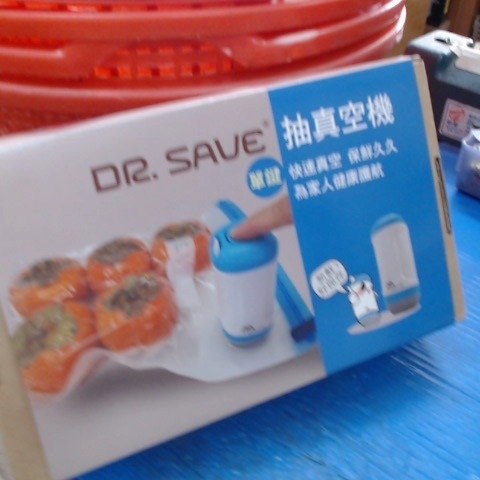 DR. SAVE
抽真空機
單鍵
快速真空 保鮮久久
為家人健康護航